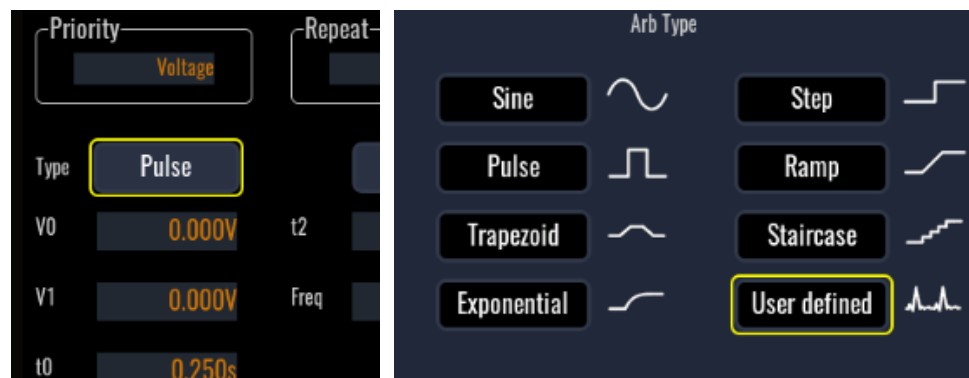 Priority
Repeat
Voltage
Type Pulse
V0 0.000V t2
V1 0.000V Freq
t0 0.250s
Arb Type
Sine Step
Pulse Ramp
Trapezoid Staircase
Exponential User defined